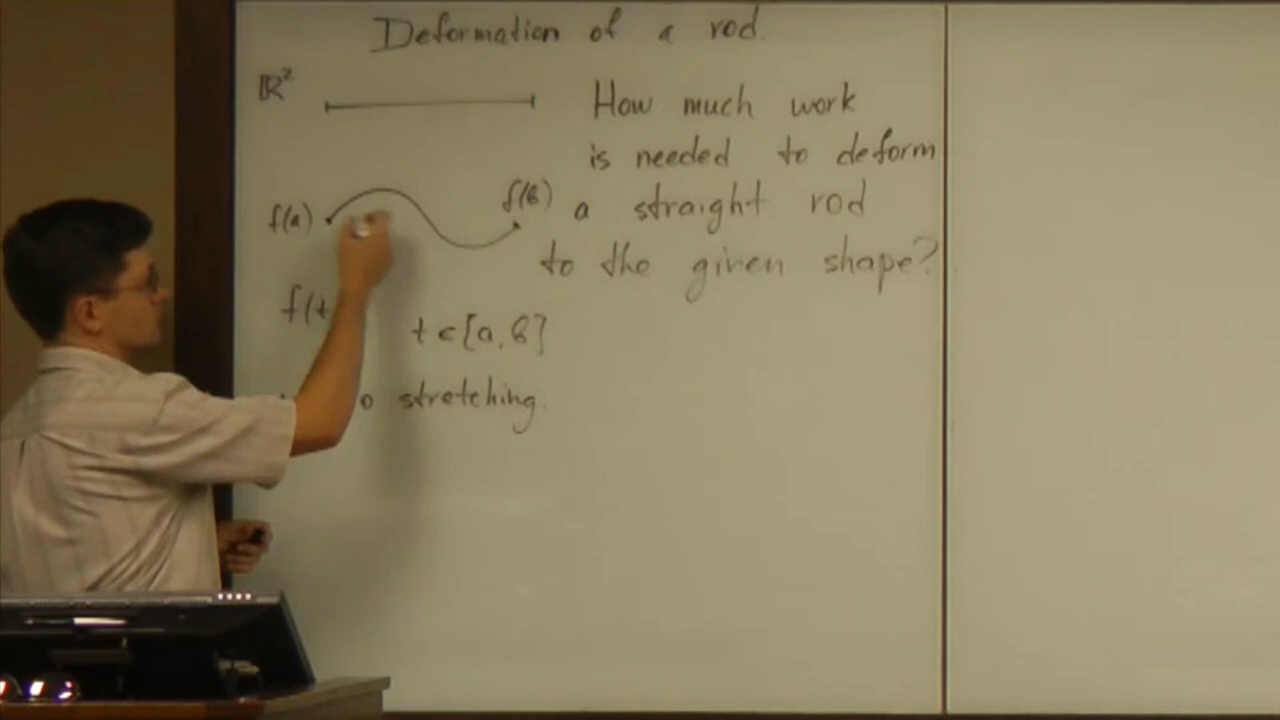 Deformation of a rod.
ℝ²
How much work
is needed to deform
f(a)
f(b)
a straight rod
to the given shape?
f(t
t ∈ [a, b]
stretching.